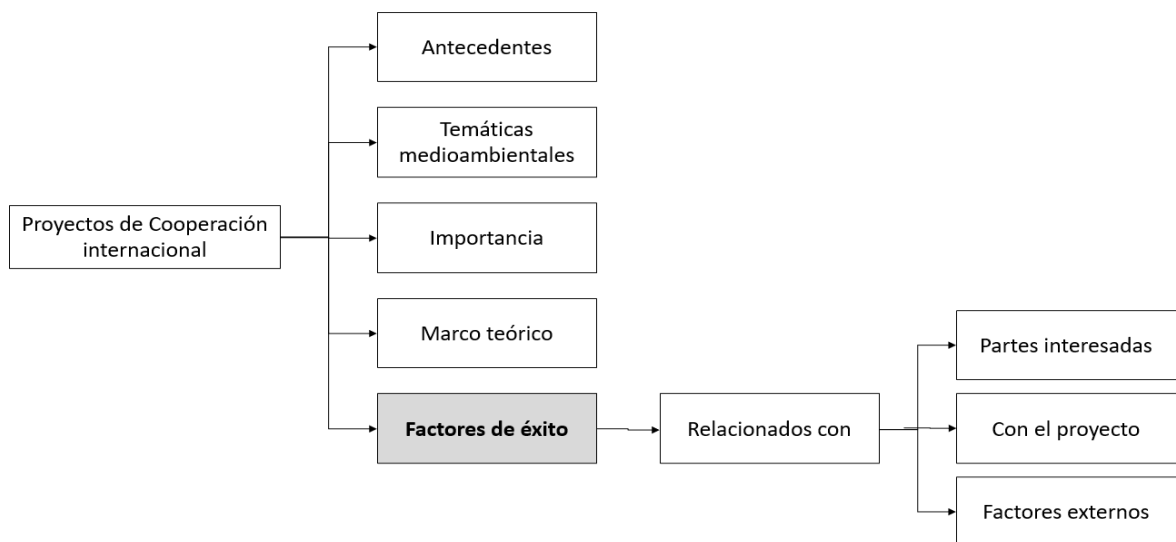 Antecedentes
Temáticas
medioambientales
Proyectos de Cooperación
internacional
Importancia
Marco teórico
Factores de éxito
Relacionados con
Partes interesadas
Con el proyecto
Factores externos